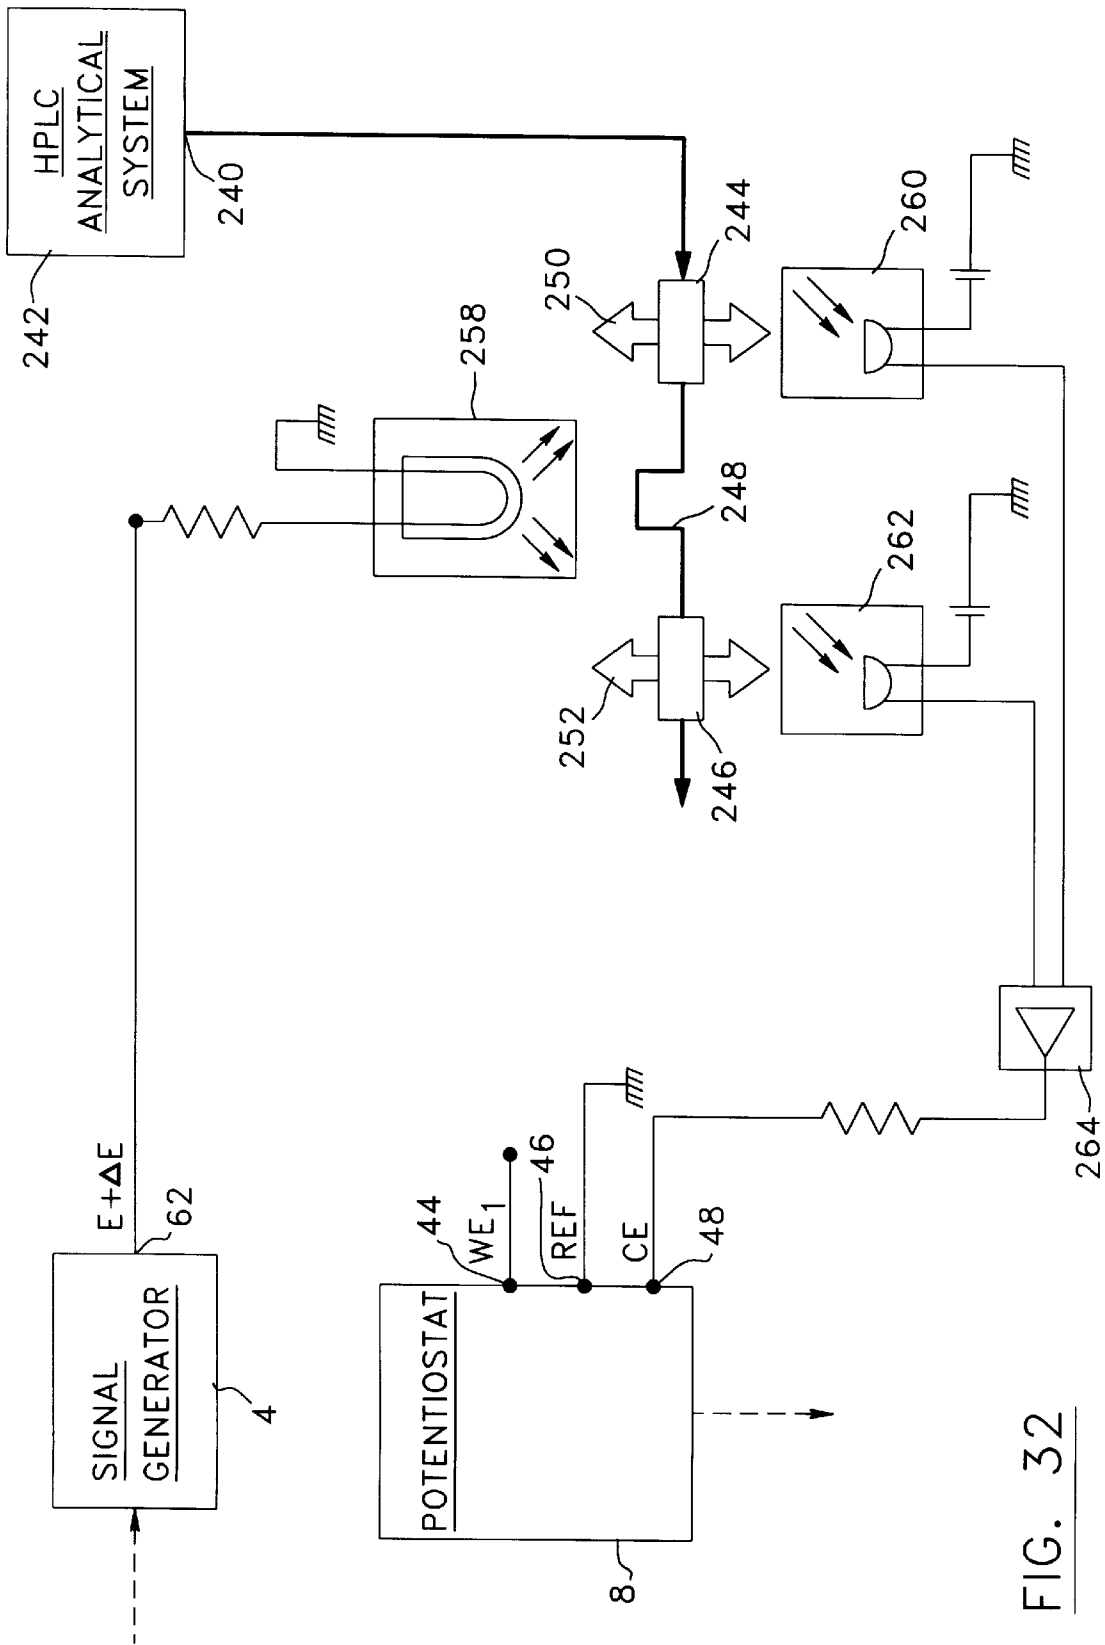 HPLC
ANALYTICAL
SYSTEM
242
240
250
244
260
258
248
262
252
246
E+ΔE
62
SIGNAL
GENERATOR
4
44
WE1
46
REF
CE
48
POTENTIOSTAT
8
264
FIG. 32